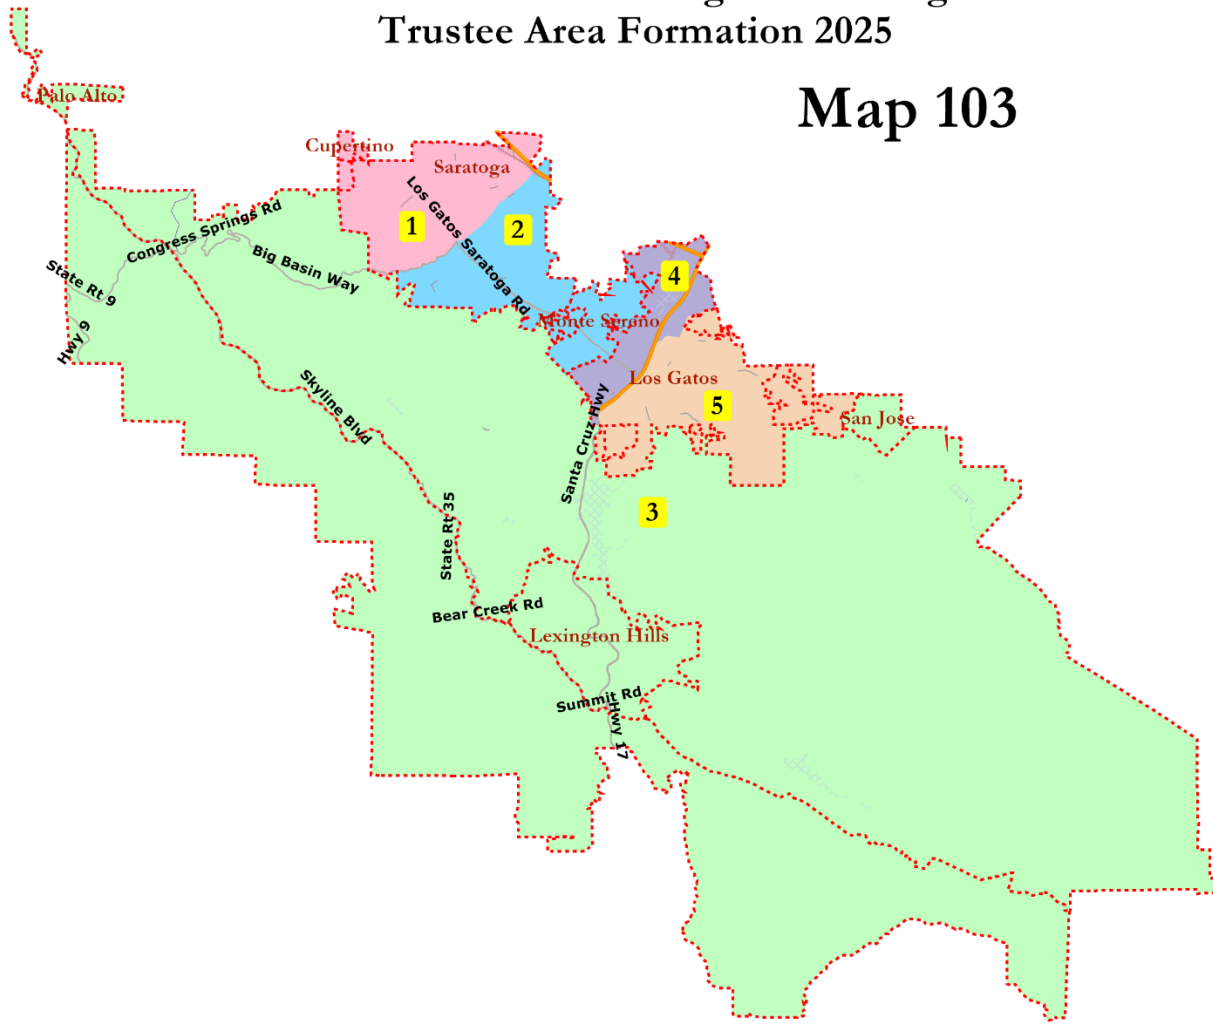 Trustee Area Formation 2025
Map 103
Palo Alto
Cupertino
Saratoga
Los Gatos Saratoga Rd
1
2
Congress Springs Rd
Big Basin Way
State Rt 9
Hwy 9
4
Monte Sereno
Los Gatos
5
San Jose
Skyline Blvd
Santa Cruz Hwy
3
State Rt 35
Bear Creek Rd
Lexington Hills
Summit Rd
Hwy 17